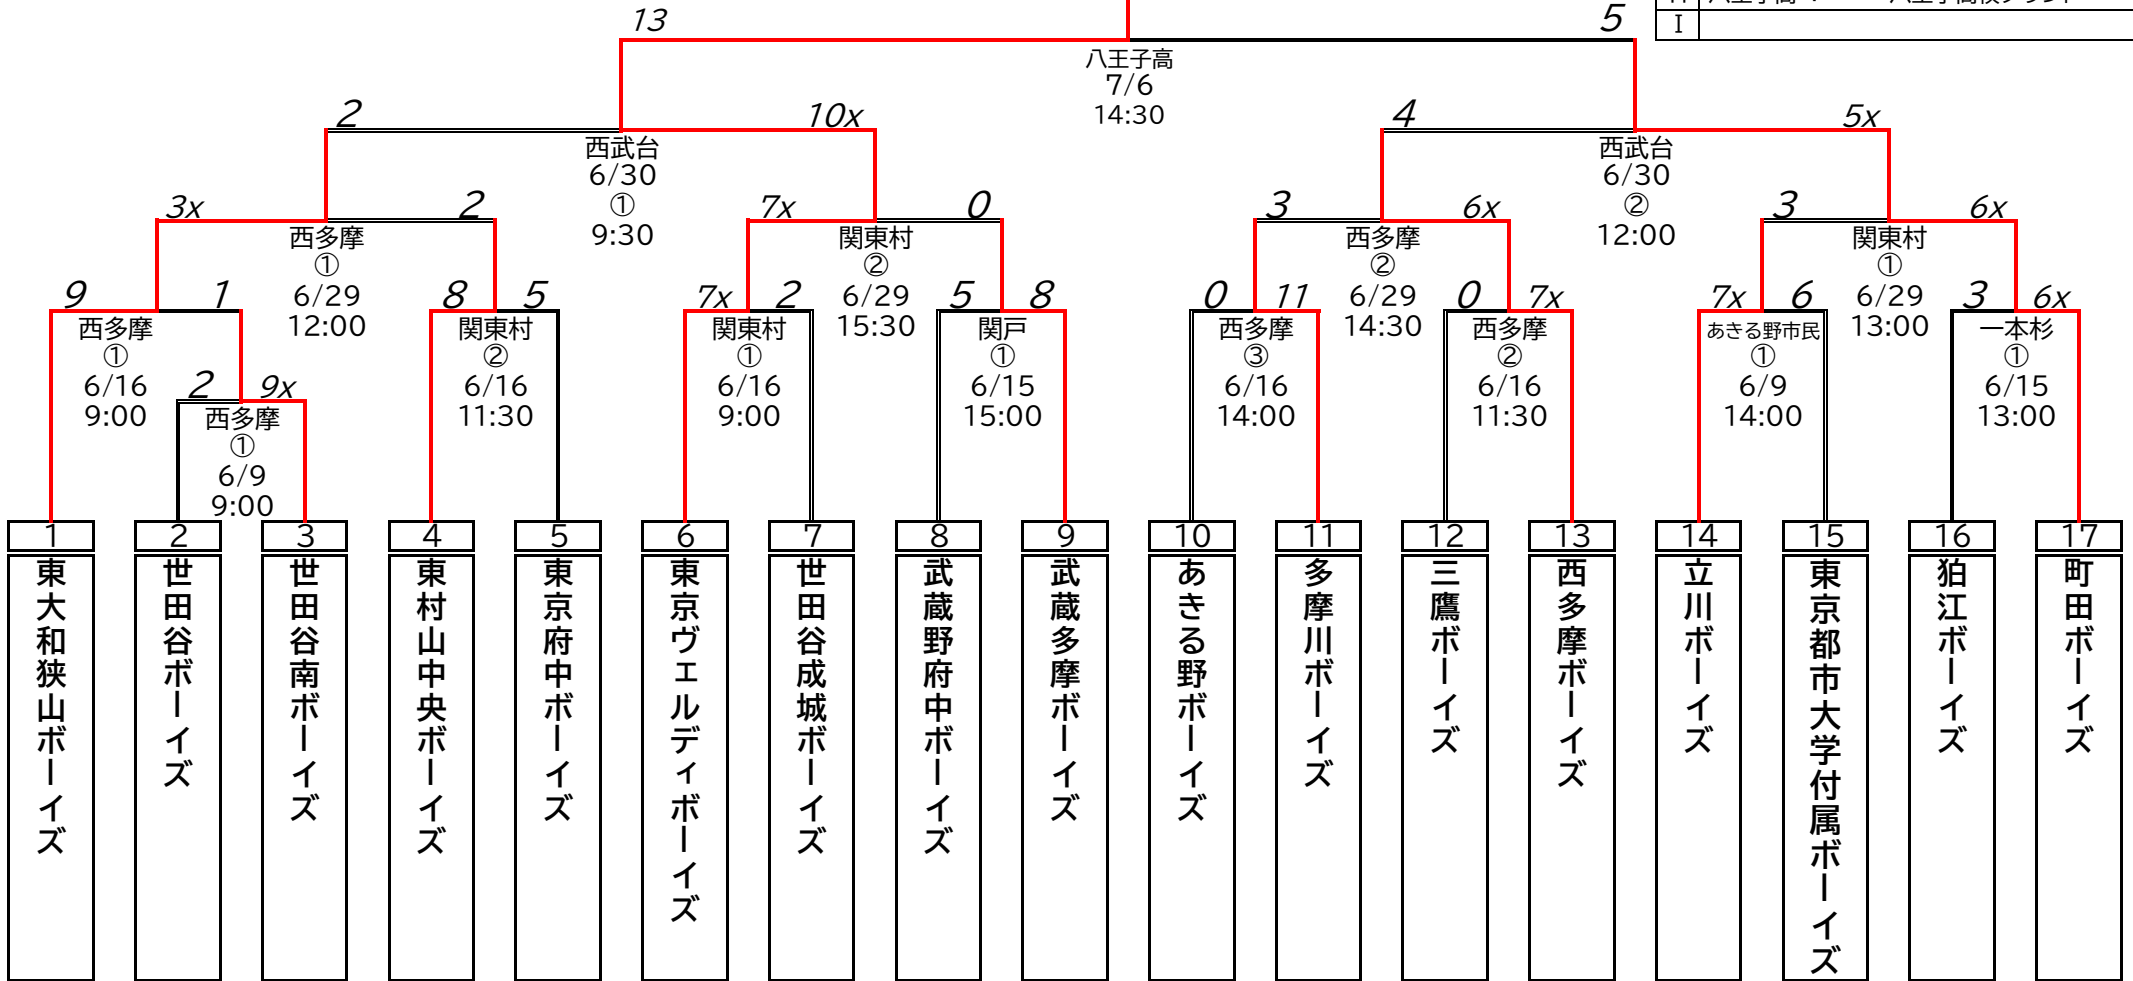 13
5
I
八王子高
7/6
14:30
2
10x
4
5x
西武台
6/30
①
9:30
西武台
6/30
②
12:00
3x
2
7x
0
3
6x
3
6x
西多摩
①
6/29
12:00
関東村
②
6/29
15:30
西多摩
②
6/29
14:30
関東村
①
6/29
13:00
9
1
8
5
7x
2
5
8
0
11
0
7x
7x
6
3
6x
西多摩
①
6/16
9:00
関東村
②
6/16
11:30
関東村
①
6/16
9:00
関戸
①
6/15
15:00
西多摩
③
6/16
14:00
西多摩
②
6/16
11:30
あきる野市民
①
6/9
14:00
一本杉
①
6/15
13:00
2
9x
西多摩
①
6/9
9:00
1
東大和狭山ボーイズ
2
世田谷ボーイズ
3
世田谷南ボーイズ
4
東村山中央ボーイズ
5
東京府中ボーイズ
6
東京ヴェルディボーイズ
7
世田谷成城ボーイズ
8
武蔵野府中ボーイズ
9
武蔵多摩ボーイズ
10
あきる野ボーイズ
11
多摩川ボーイズ
12
三鷹ボーイズ
13
西多摩ボーイズ
14
立川ボーイズ
15
東京都市大学付属ボーイズ
16
狛江ボーイズ
17
町田ボーイズ